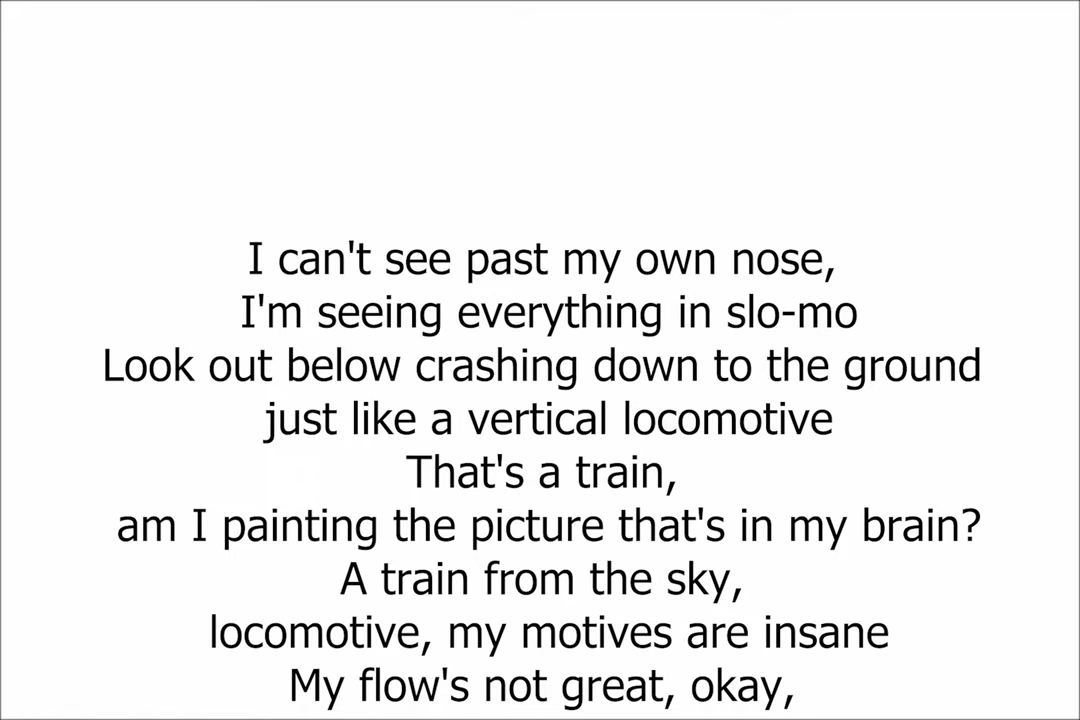 I can't see past my own nose,
I'm seeing everything in slo-mo
Look out below crashing down to the ground
just like a vertical locomotive
That's a train,
am I painting the picture that's in my brain?
A train from the sky,
locomotive, my motives are insane
My flow's not great, okay,